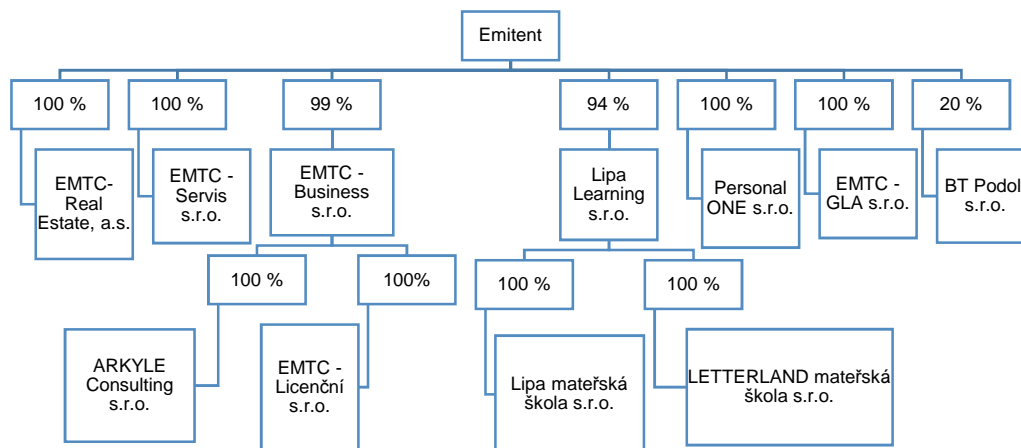 Emitent
100 %
100 %
99 %
94 %
100 %
100 %
20 %
EMTC-
Real
Estate, a.s.
EMTC -
Servis
s.r.o.
EMTC -
Business
s.r.o.
Lipa
Learning
s.r.o.
Personal
ONE s.r.o.
EMTC -
GLA s.r.o.
BT Podol
s.r.o.
100 %
100%
100 %
100 %
ARKYLE
Consulting
s.r.o.
EMTC -
Licenční
s.r.o.
Lipa mateřská
škola s.r.o.
LETTERLAND mateřská
škola s.r.o.